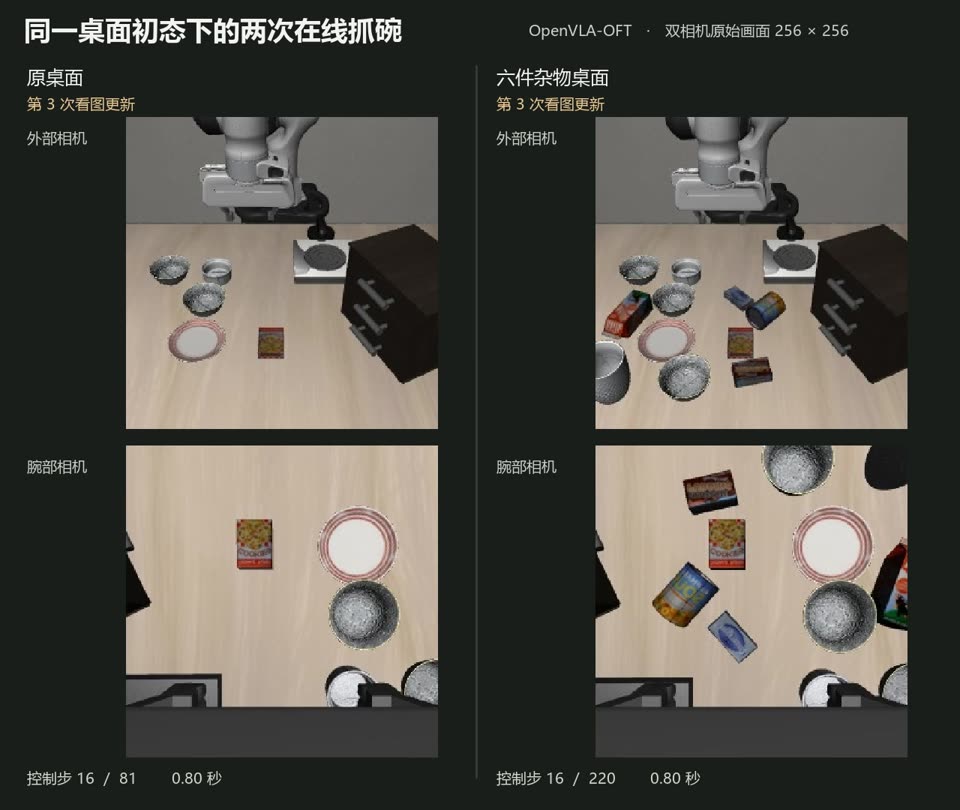 同一桌面初态下的两次在线抓碗
OpenVLA-OFT · 双相机原始画面 256 × 256
原桌面
第 3 次看图更新
外部相机
腕部相机
COOKIES
控制步 16 / 81 0.80 秒
六件杂物桌面
第 3 次看图更新
外部相机
腕部相机
COOKIES
控制步 16 / 220 0.80 秒